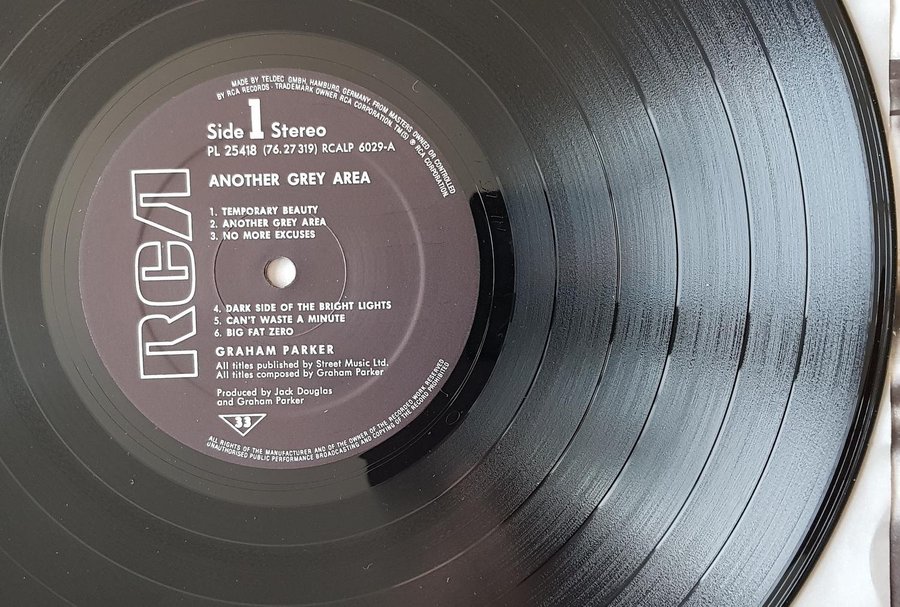 MADE BY TELDEC GMBH, HAMBURG, GERMANY, FROM MASTERS OWNED OR CONTROLLED
BY RCA RECORDS · TRADEMARK OWNER RCA CORPORATION. TM(S) ® RCA CORPORATION.
Side 1 Stereo
PL 25418 (76.27319) RCALP 6029-A
ANOTHER GREY AREA
RCA
1. TEMPORARY BEAUTY
2. ANOTHER GREY AREA
3. NO MORE EXCUSES
4. DARK SIDE OF THE BRIGHT LIGHTS
5. CAN'T WASTE A MINUTE
6. BIG FAT ZERO
GRAHAM PARKER
All titles published by Street Music Ltd.
All titles composed by Graham Parker
Produced by Jack Douglas
and Graham Parker
33
ALL RIGHTS OF THE MANUFACTURER AND OF THE OWNER OF THE RECORDED WORK RESERVED
UNAUTHORISED PUBLIC PERFORMANCE BROADCASTING AND COPYING OF THE RECORD PROHIBITED